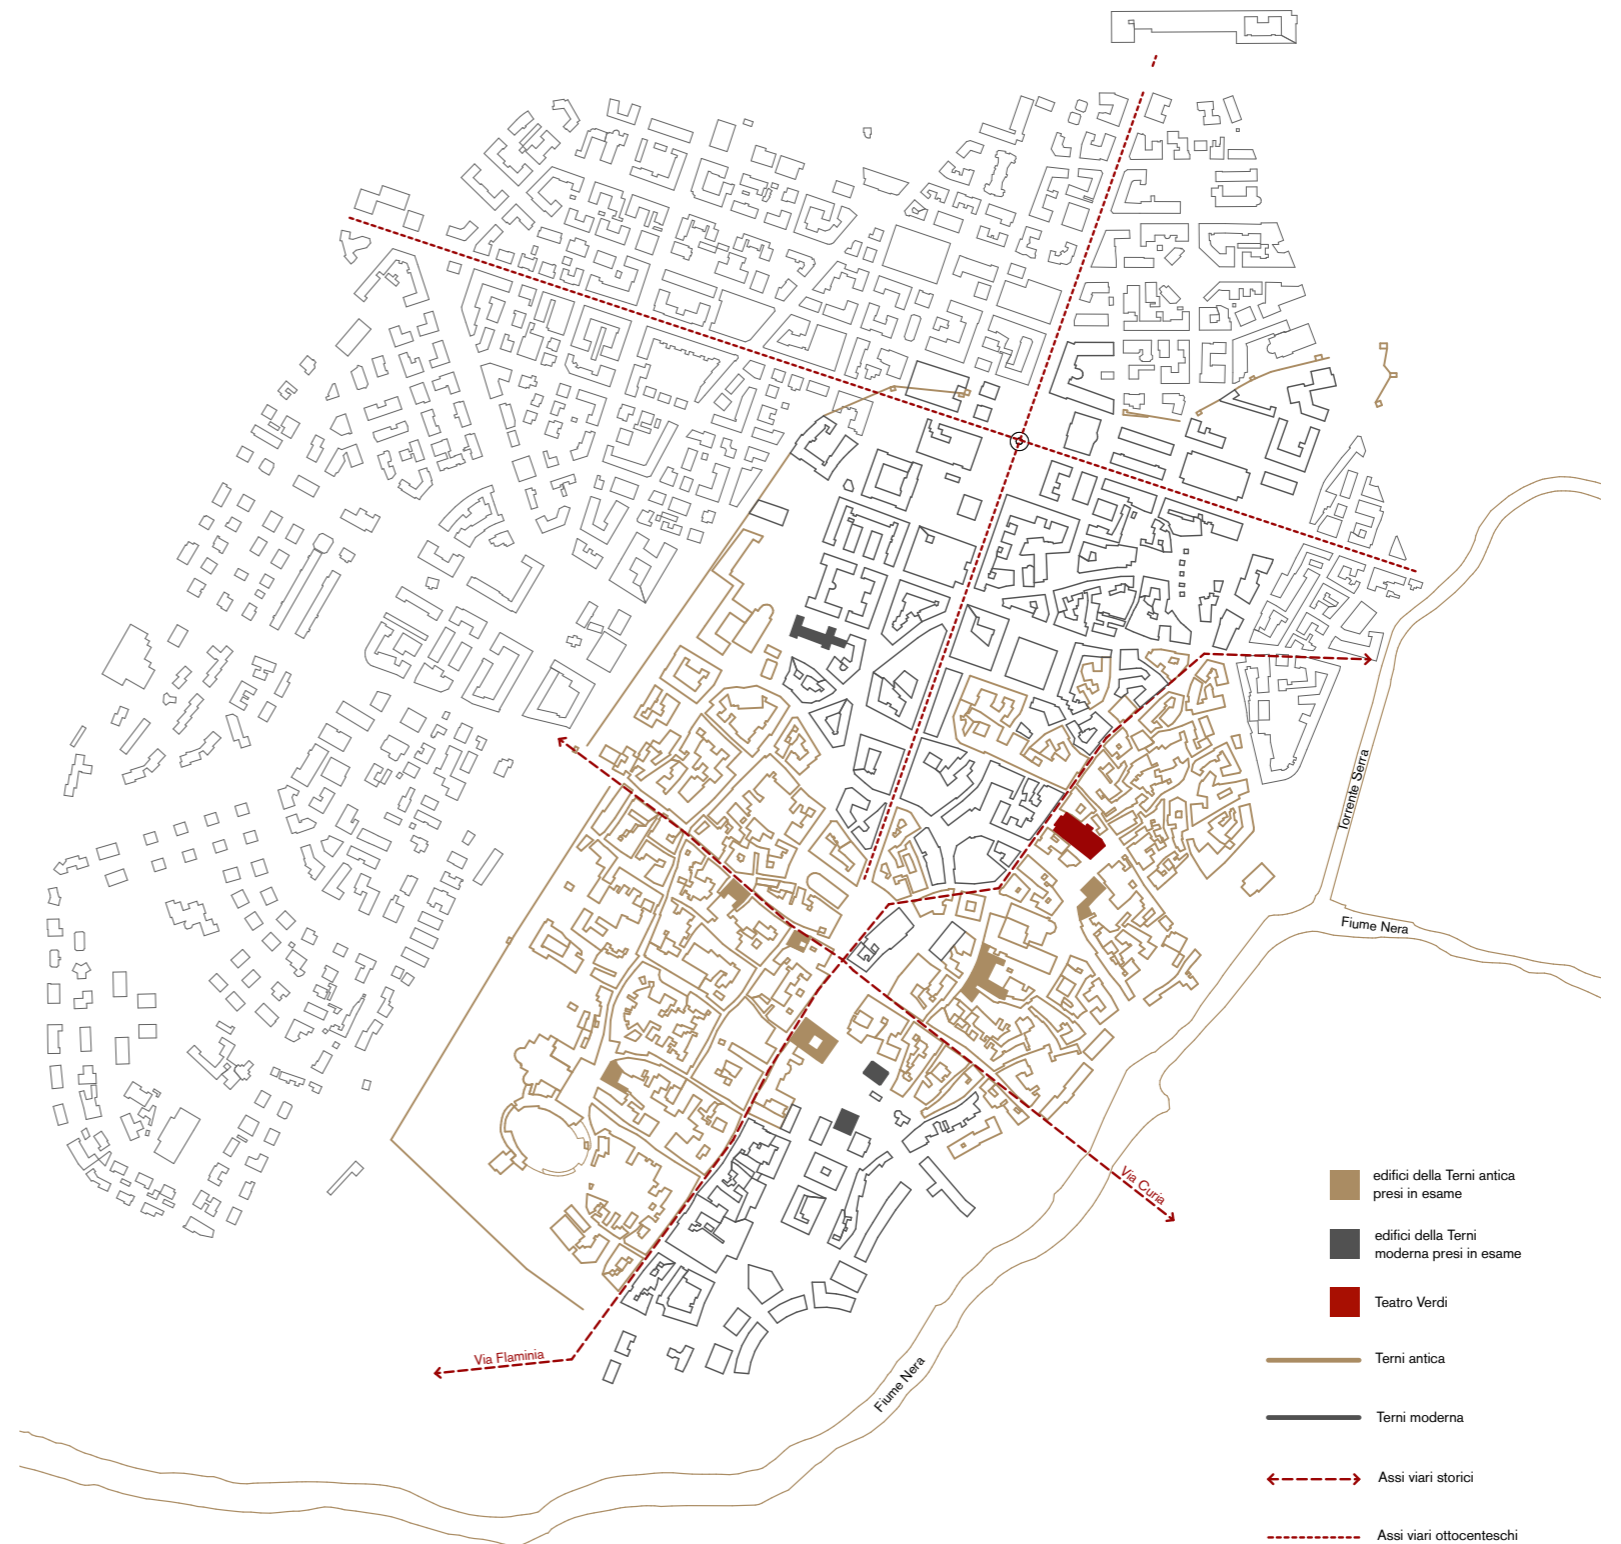 Torrente Serra
Fiume Nera
Via Curia
Via Flaminia
Fiume Nera
edifici della Terni antica
presi in esame
edifici della Terni
moderna presi in esame
Teatro Verdi
Terni antica
Terni moderna
Assi viari storici
Assi viari ottocenteschi